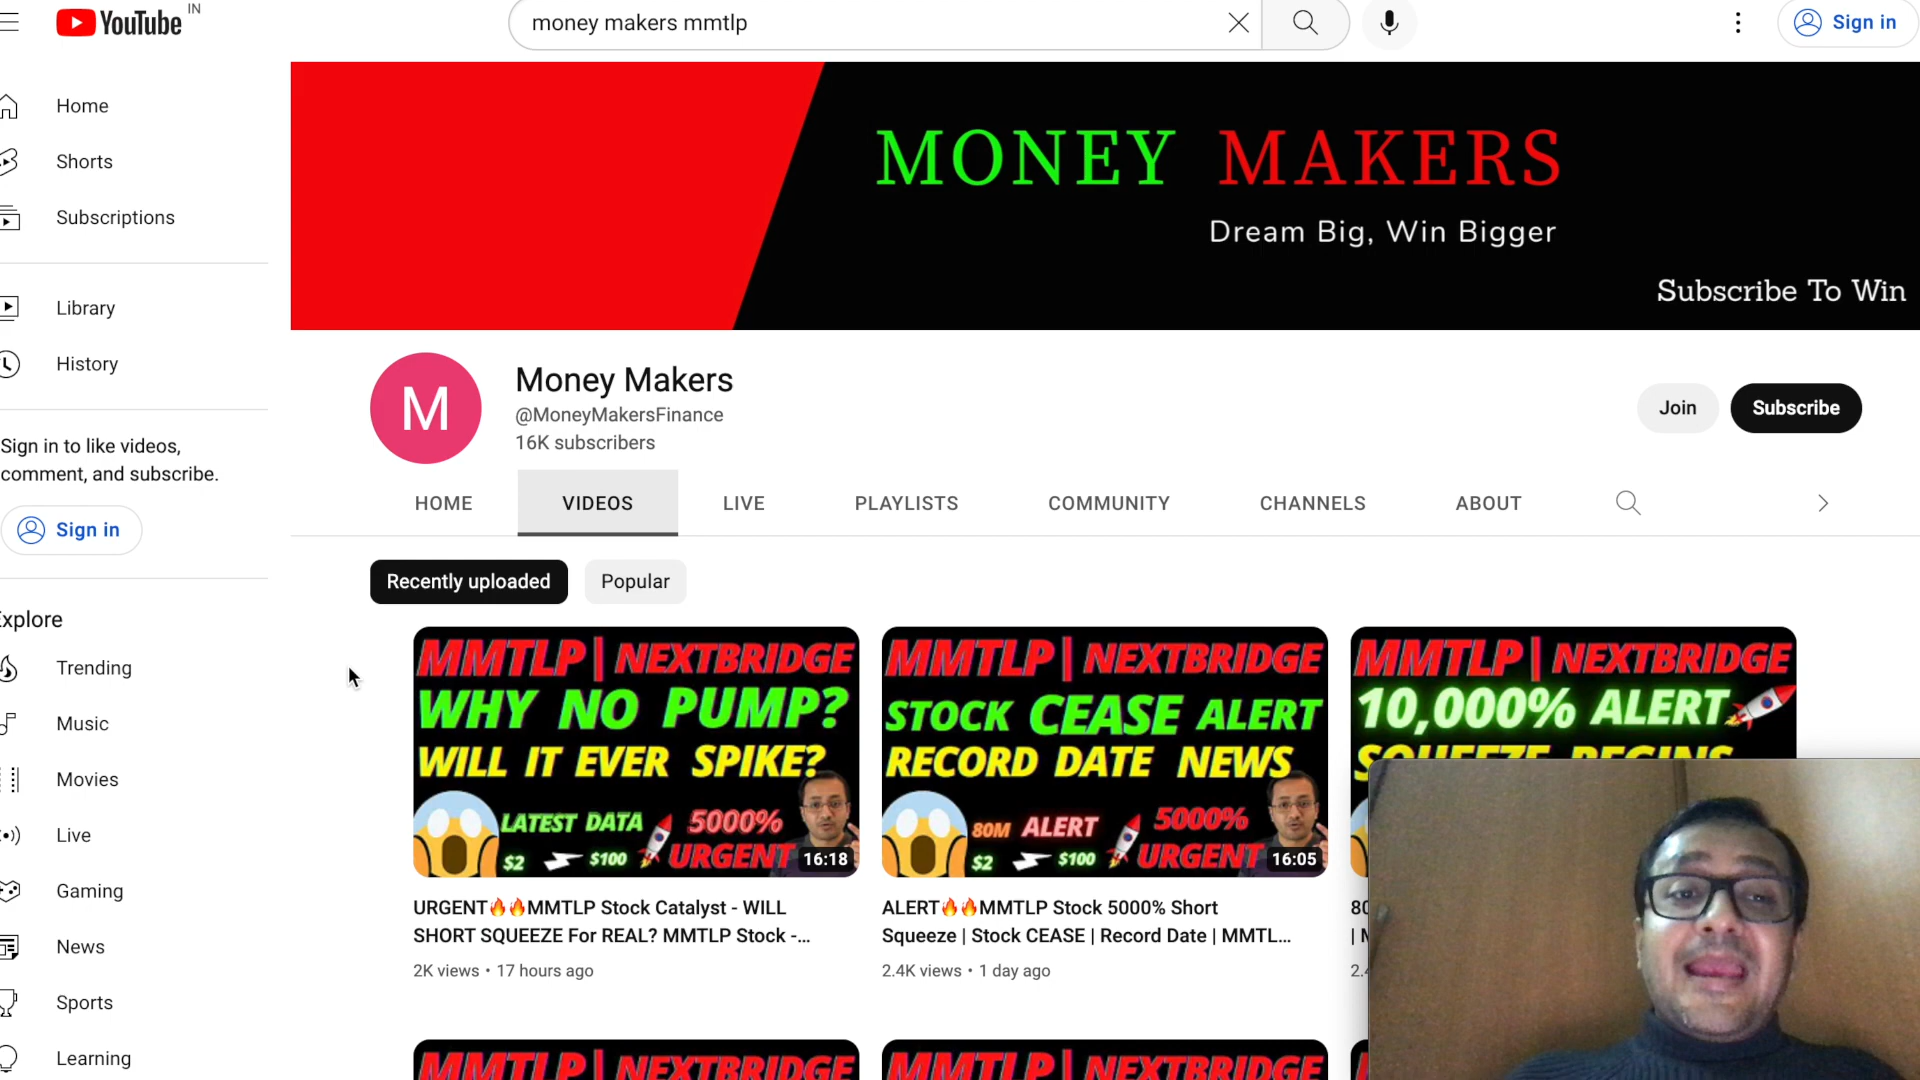 YouTube IN
money makers mmtlp
Sign in
Home
Shorts
Subscriptions
Library
History
Sign in to like videos,
comment, and subscribe.
Sign in
Explore
Trending
Music
Movies
Live
Gaming
News
Sports
Learning
MONEY MAKERS
Dream Big, Win Bigger
Subscribe To Win
M
Money Makers
@MoneyMakersFinance
16K subscribers
Join
Subscribe
HOME
VIDEOS
LIVE
PLAYLISTS
COMMUNITY
CHANNELS
ABOUT
Recently uploaded
Popular
MMTLP | NEXTBRIDGE
WHY NO PUMP?
WILL IT EVER SPIKE?
LATEST DATA 5000%
$2 $100 URGENT
16:18
URGENT🔥🔥MMTLP Stock Catalyst - WILL
SHORT SQUEEZE For REAL? MMTLP Stock -...
2K views • 17 hours ago
MMTLP | NEXTBRIDGE
STOCK CEASE ALERT
RECORD DATE NEWS
80M ALERT 5000%
$2 $100 URGENT
16:05
ALERT🔥🔥MMTLP Stock 5000% Short
Squeeze | Stock CEASE | Record Date | MMTL...
2.4K views • 1 day ago
MMTLP | NEXTBRIDGE
10,000% ALERT
SQUEEZE BEGINS
MMTLP | NEXTBRIDGE
MMTLP | NEXTBRIDGE